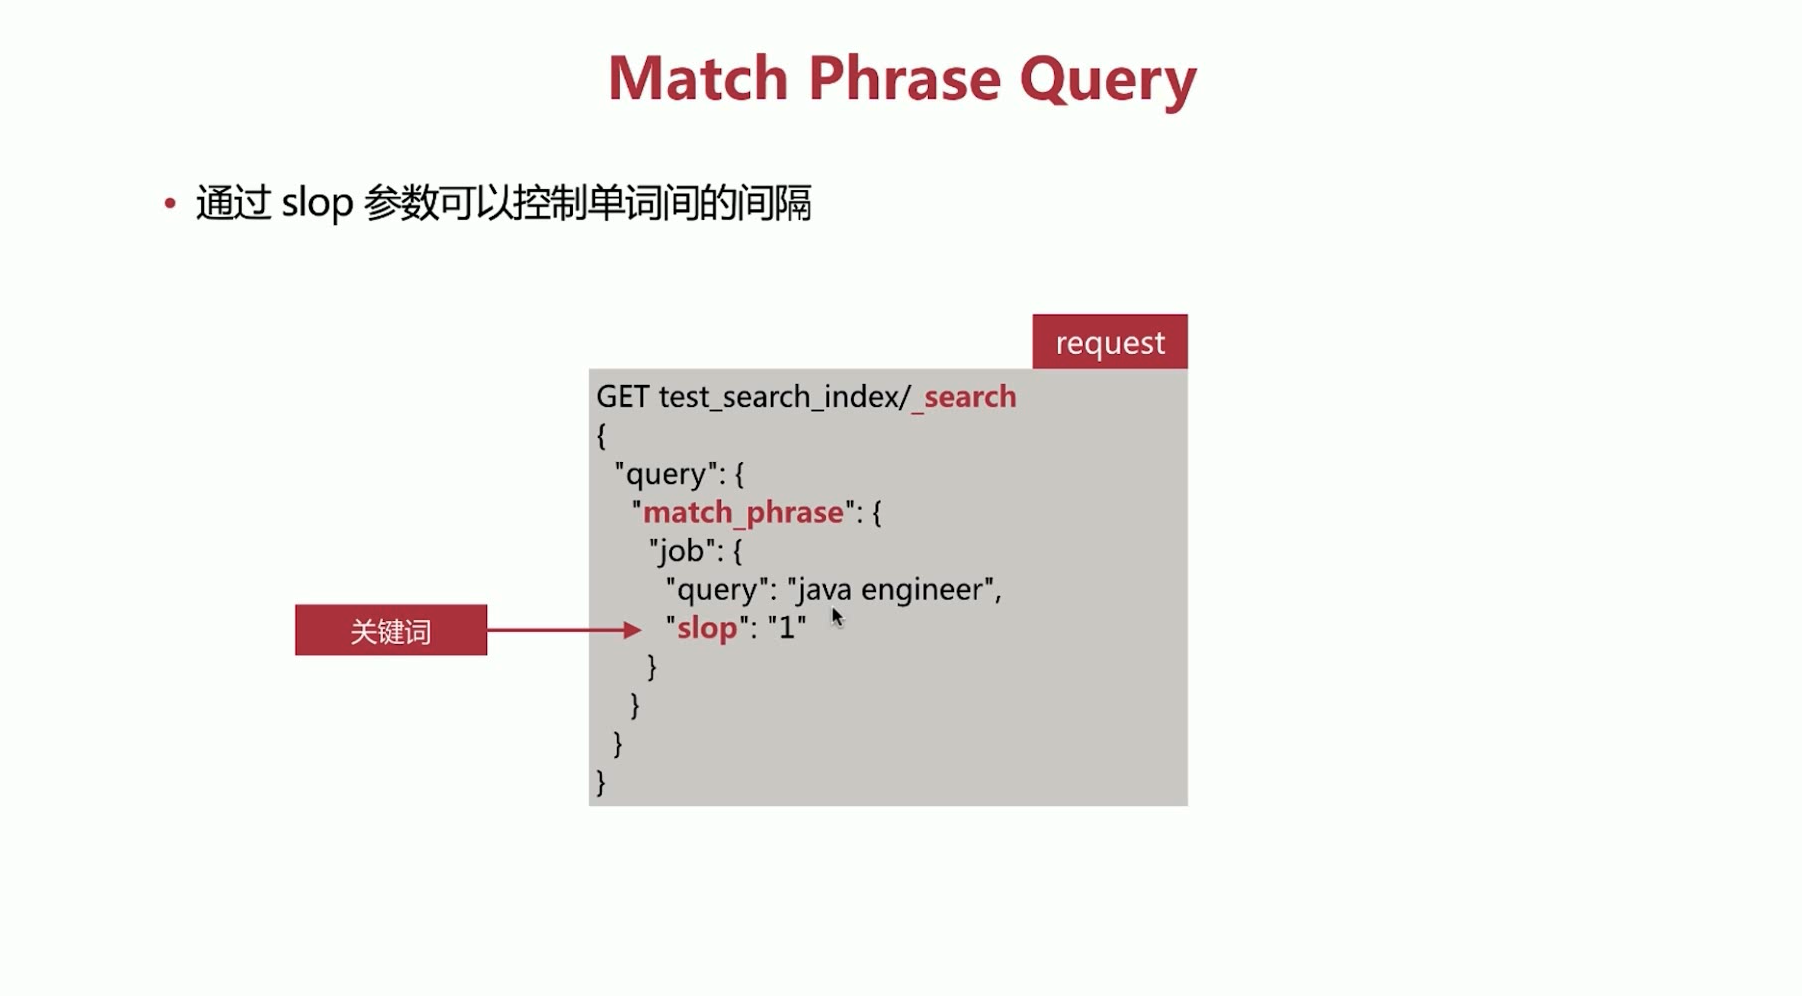 Match Phrase Query
• 通过 slop 参数可以控制单词间的间隔
request
GET test_search_index/_search
{
"query": {
"match_phrase": {
"job": {
"query": "java engineer",
关键词
"slop": "1"
}
}
}
}